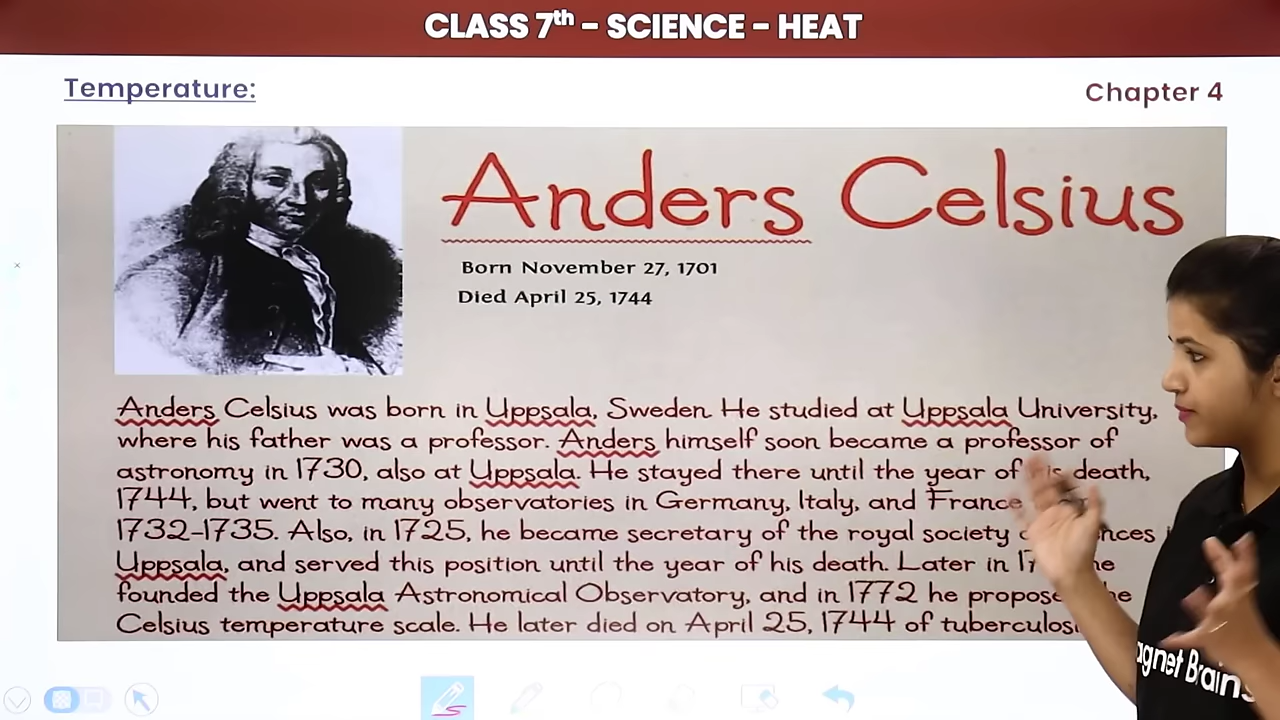 CLASS 7th - SCIENCE - HEAT
Temperature:
Chapter 4
Anders Celsius
Born November 27, 1701
Died April 25, 1744
Anders Celsius was born in Uppsala, Sweden. He studied at Uppsala University,
where his father was a professor. Anders himself soon became a professor of
astronomy in 1730, also at Uppsala. He stayed there until the year of his death,
1744, but went to many observatories in Germany, Italy, and France
1732-1735. Also, in 1725, he became secretary of the royal society
Uppsala, and served this position until the year of his death. Later in
founded the Uppsala Astronomical Observatory, and in 1772 he propose
Celsius temperature scale. He later died on April 25, 1744 of tuberculosi
agnet Brains